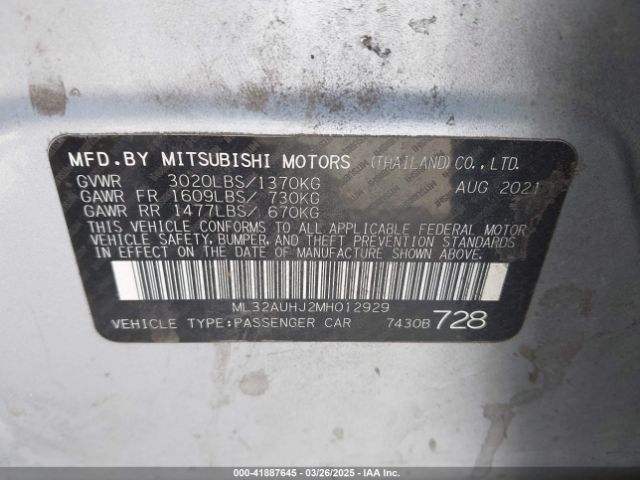 MFD.BY MITSUBISHI MOTORS (THAILAND) CO., LTD.
GVWR 3020LBS/1370KG AUG 2021
GAWR FR 1609LBS/ 730KG
GAWR RR 1477LBS/ 670KG
THIS VEHICLE CONFORMS TO ALL APPLICABLE FEDERAL MOTOR
VEHICLE SAFETY, BUMPER, AND THEFT PREVENTION STANDARDS
IN EFFECT ON THE DATE OF MANUFACTURE SHOWN ABOVE.
ML32AUHJ2MH012929
VEHICLE TYPE:PASSENGER CAR 7430B 728
000-41887645 / 03/26/2025 / IAAI.COM